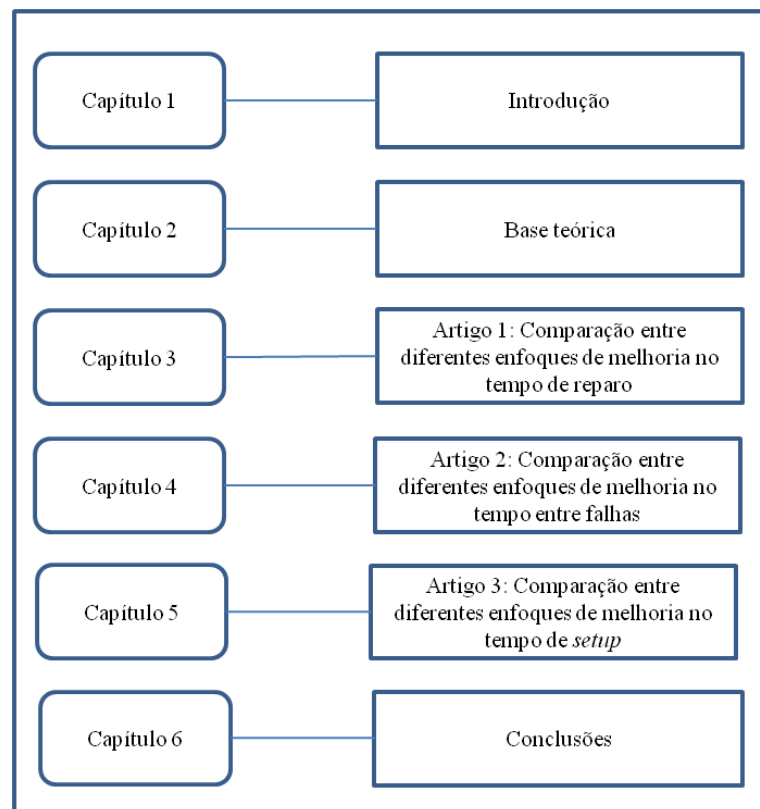 Capítulo 1
Introdução
Capítulo 2
Base teórica
Capítulo 3
Artigo 1: Comparação entre
diferentes enfoques de melhoria no
tempo de reparo
Capítulo 4
Artigo 2: Comparação entre
diferentes enfoques de melhoria no
tempo entre falhas
Capítulo 5
Artigo 3: Comparação entre
diferentes enfoques de melhoria no
tempo de setup
Capítulo 6
Conclusões